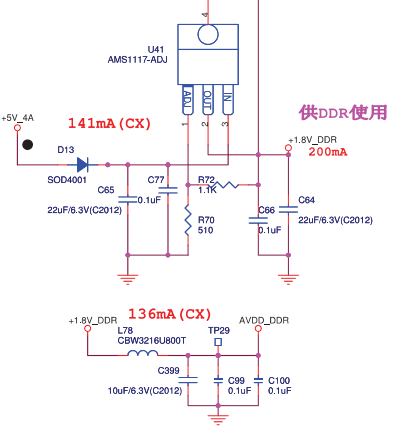 4
U41
AMS1117-ADJ
ADJ
OUT
IN
1
2
3
供DDR使用
+5V_4A
141mA(CX)
+1.8V_DDR
200mA
D13
SOD4001
C65
22uF/6.3V(C2012)
C77
0.1uF
R72
1.1K
R70
510
C66
0.1uF
C64
22uF/6.3V(C2012)
136mA(CX)
+1.8V_DDR
L78
CBW3216U800T
TP29
AVDD_DDR
C399
10uF/6.3V(C2012)
C99
0.1uF
C100
0.1uF